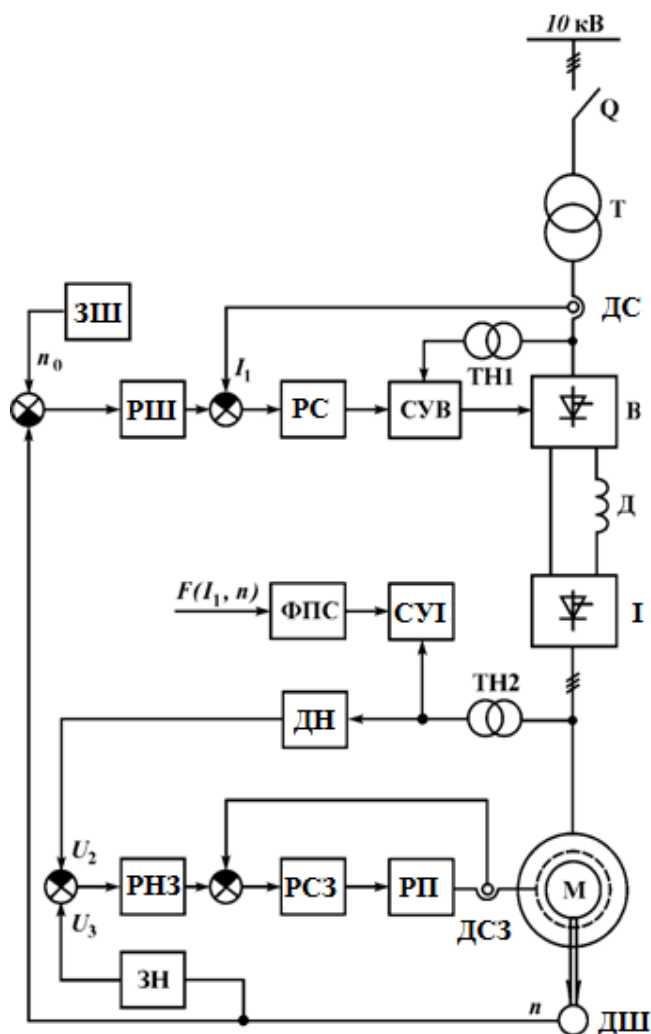 10 кВ
Q
Т
ДС
ЗШ
n₀
I₁
ТН1
РШ
РС
СУВ
В
Д
F(I₁, n)
ФПС
СУІ
І
ТН2
ДН
U₂
РНЗ
РСЗ
РП
М
ДСЗ
U₃
ЗН
n
ДШ